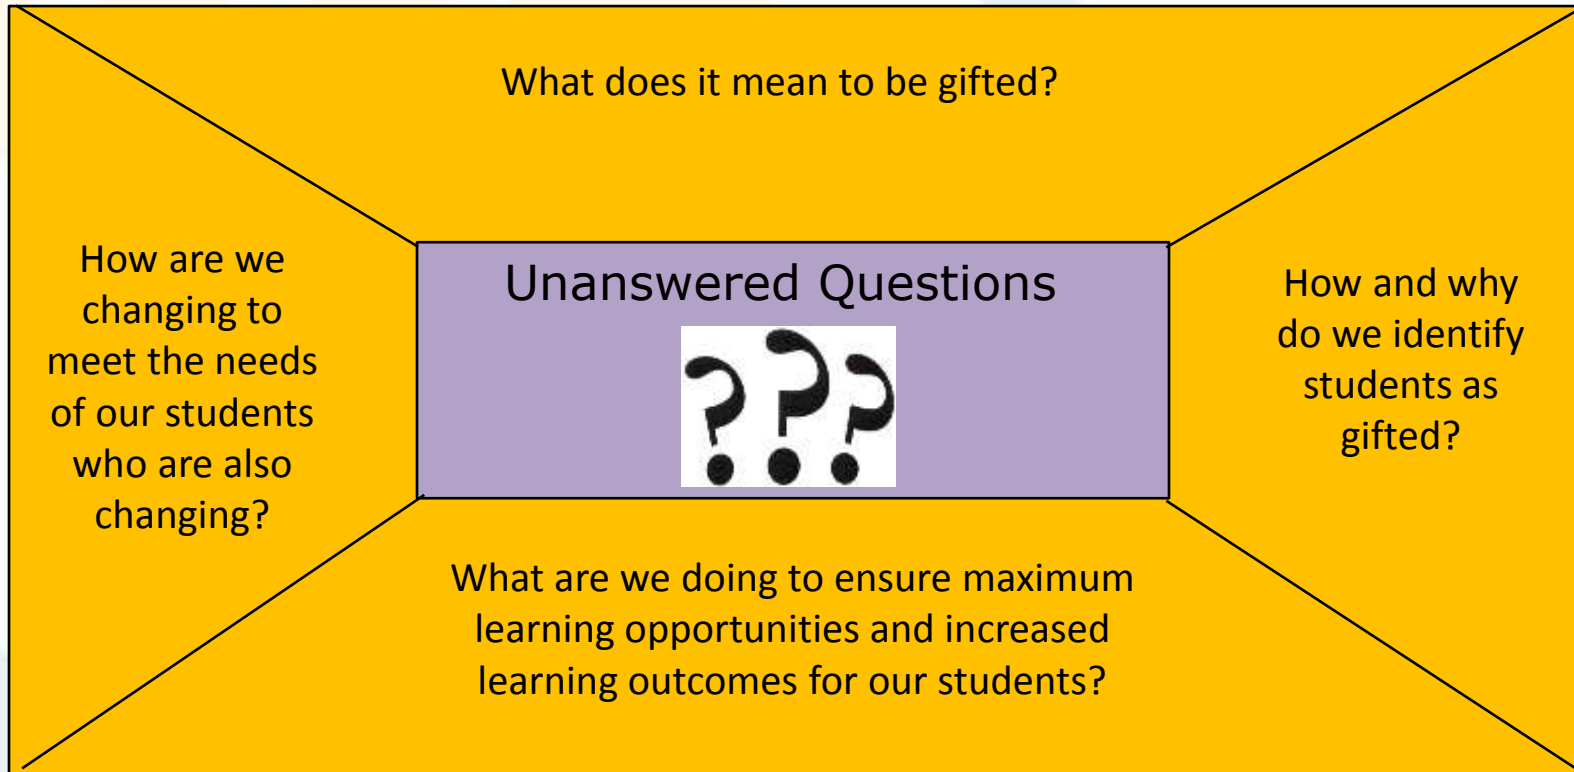 What does it mean to be gifted?
How are we
changing to
meet the needs
of our students
who are also
changing?
Unanswered Questions
???
How and why
do we identify
students as
gifted?
What are we doing to ensure maximum
learning opportunities and increased
learning outcomes for our students?